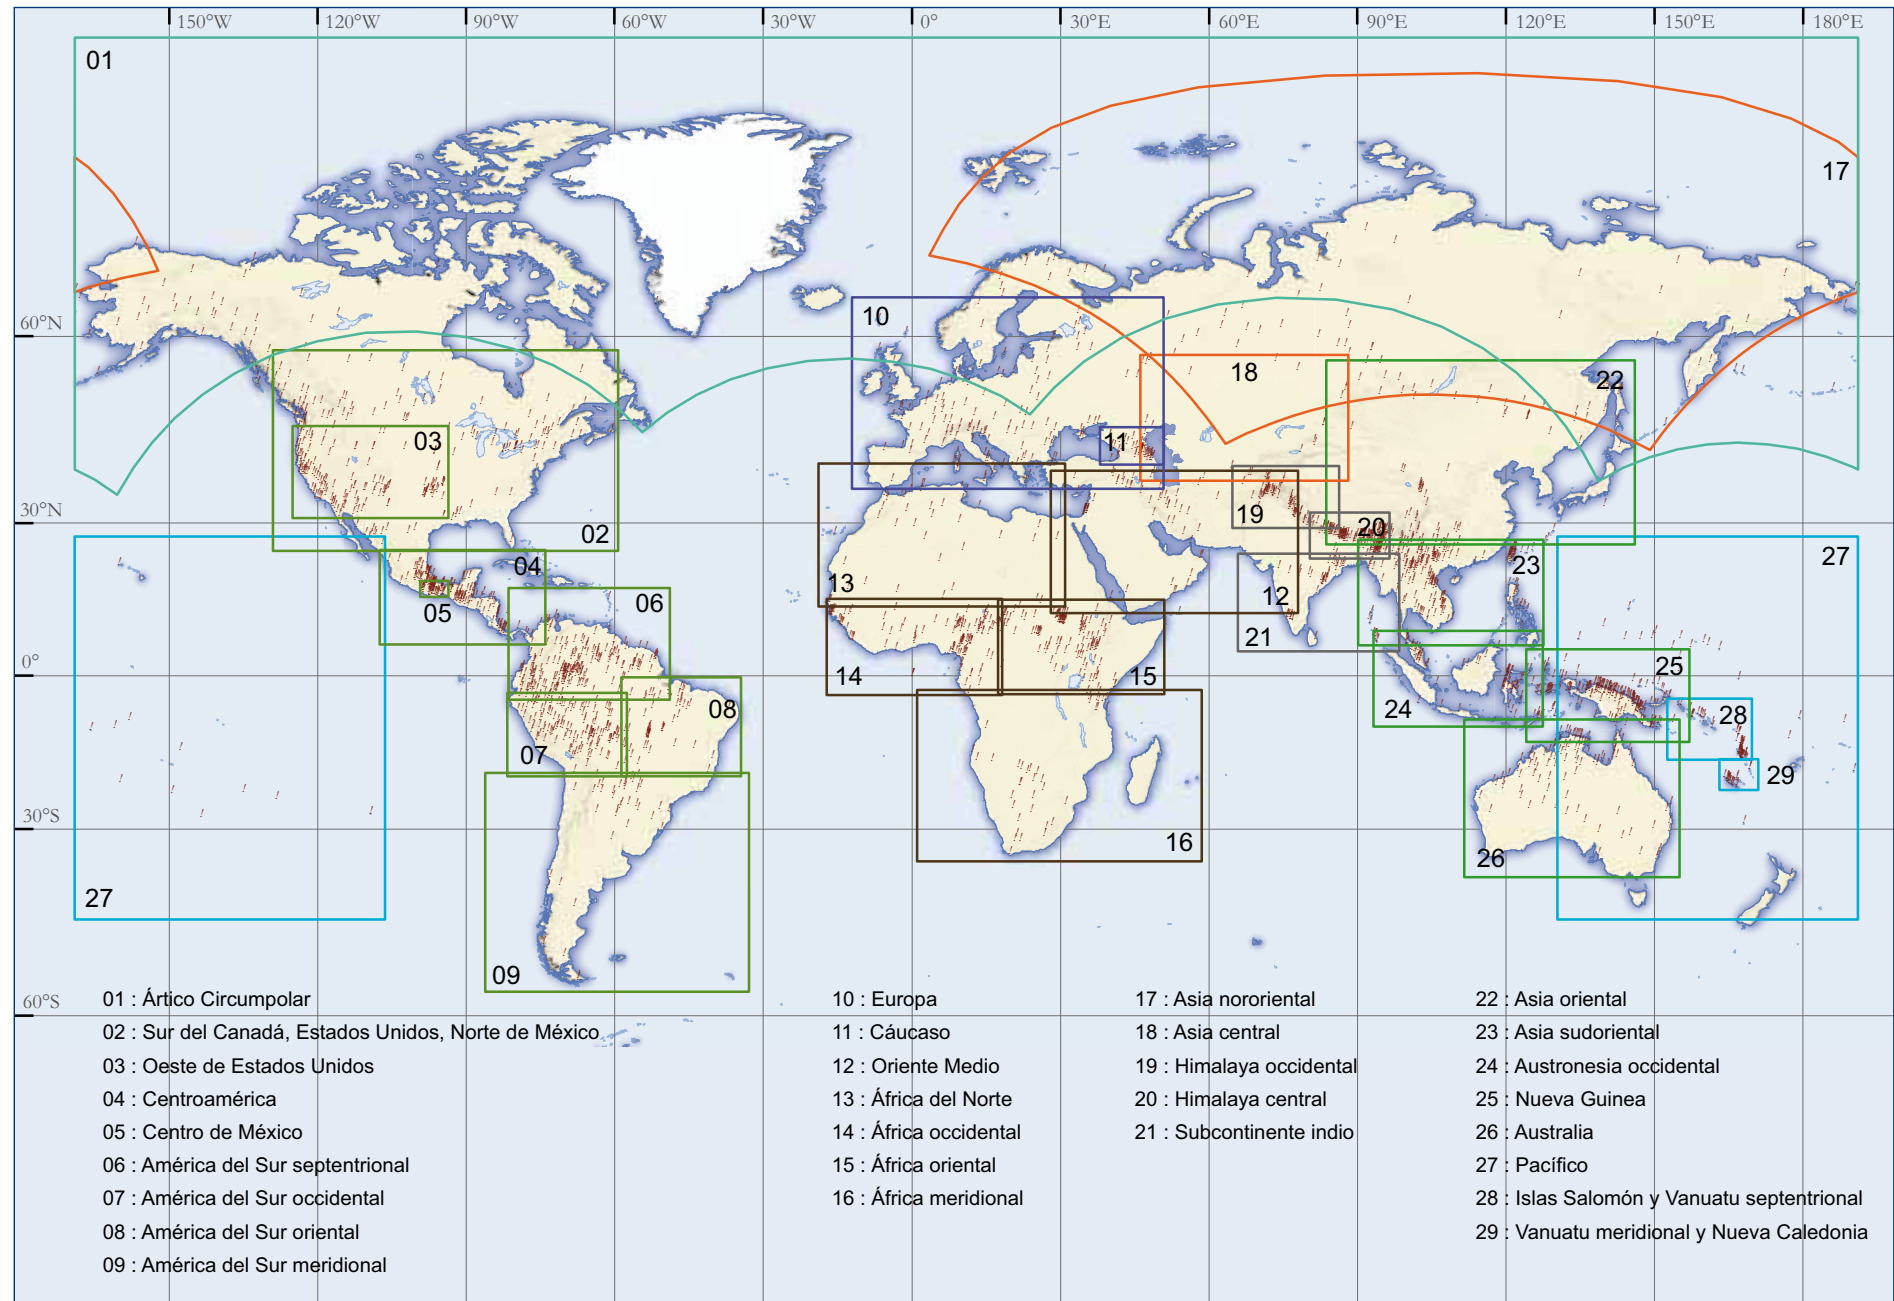 150°W 120°W 90°W 60°W 30°W 0° 30°E 60°E 90°E 120°E 150°E 180°E
01
17
10
60°N
18
22
03
11
30°N
02
19
20
27
04
23
13
12
05
06
21
0°
14
15
25
08
24
28
07
29
30°S
16
26
27
09
60°S
01 : Ártico Circumpolar
02 : Sur del Canadá, Estados Unidos, Norte de México
03 : Oeste de Estados Unidos
04 : Centroamérica
05 : Centro de México
06 : América del Sur septentrional
07 : América del Sur occidental
08 : América del Sur oriental
09 : América del Sur meridional
10 : Europa
11 : Cáucaso
12 : Oriente Medio
13 : África del Norte
14 : África occidental
15 : África oriental
16 : África meridional
17 : Asia nororiental
18 : Asia central
19 : Himalaya occidental
20 : Himalaya central
21 : Subcontinente indio
22 : Asia oriental
23 : Asia sudoriental
24 : Austronesia occidental
25 : Nueva Guinea
26 : Australia
27 : Pacífico
28 : Islas Salomón y Vanuatu septentrional
29 : Vanuatu meridional y Nueva Caledonia